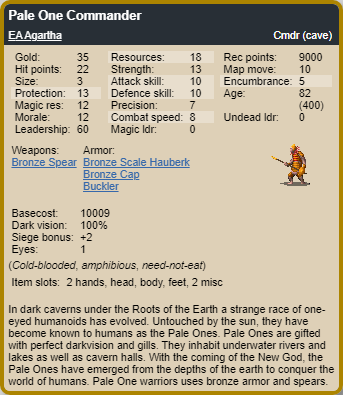 Pale One Commander
EA Agartha Cmdr (cave)
Gold: 35 Resources: 18 Rec points: 9000
Hit points: 22 Strength: 13 Map move: 10
Size: 3 Attack skill: 10 Encumbrance: 5
Protection: 13 Defence skill: 10 Age: 82
Magic res: 12 Precision: 7 (400)
Morale: 12 Combat speed: 8 Undead ldr: 0
Leadership: 60 Magic ldr: 0
Weapons: Armor:
Bronze Spear Bronze Scale Hauberk
Bronze Cap
Buckler
Basecost: 10009
Dark vision: 100%
Siege bonus: +2
Eyes: 1
(Cold-blooded, amphibious, need-not-eat)
Item slots: 2 hands, head, body, feet, 2 misc
In dark caverns under the Roots of the Earth a strange race of one-
eyed humanoids has evolved. Untouched by the sun, they have
become known to humans as the Pale Ones. Pale Ones are gifted
with perfect darkvision and gills. They inhabit underwater rivers and
lakes as well as cavern halls. With the coming of the New God, the
Pale Ones have emerged from the depths of the earth to conquer the
world of humans. Pale One warriors uses bronze armor and spears.